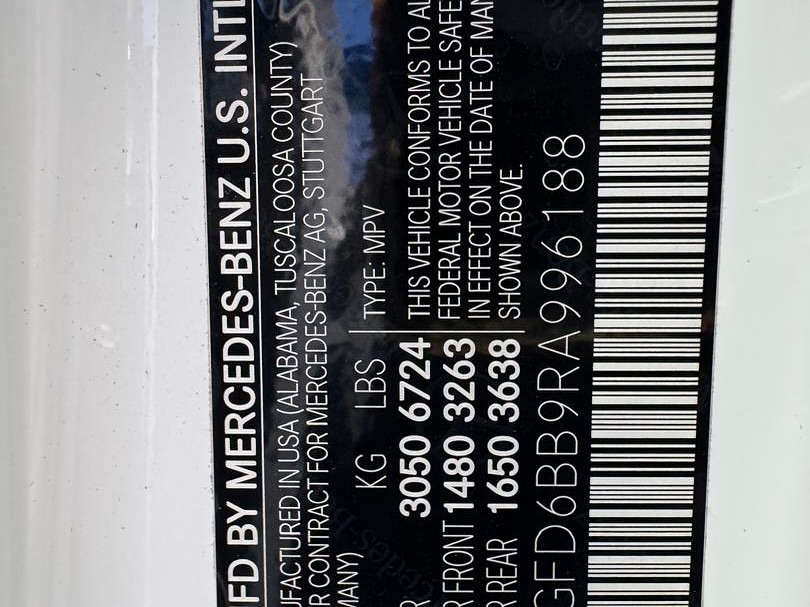 FD BY MERCEDES-BENZ U.S. INTL
UFACTURED IN USA (ALABAMA, TUSCALOOSA COUNTY)
R CONTRACT FOR MERCEDES-BENZ AG, STUTTGART
MANY)
KG LBS TYPE: MPV
R 3050 6724 THIS VEHICLE CONFORMS TO AL
R FRONT 1480 3263 FEDERAL MOTOR VEHICLE SAFE
R REAR 1650 3638 IN EFFECT ON THE DATE OF MAN
SHOWN ABOVE.
GFD6BB9RA996188